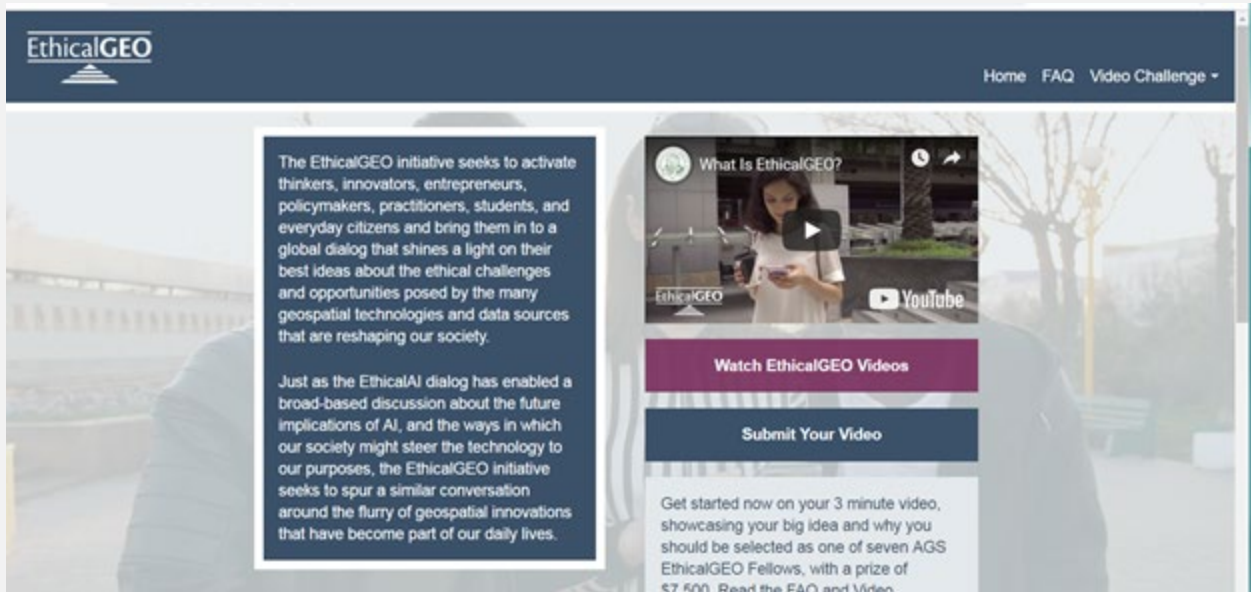 EthicalGEO
Home FAQ Video Challenge
The EthicalGEO initiative seeks to activate
thinkers, innovators, entrepreneurs,
policymakers, practitioners, students, and
everyday citizens and bring them in to a
global dialog that shines a light on their
best ideas about the ethical challenges
and opportunities posed by the many
geospatial technologies and data sources
that are reshaping our society.
Just as the EthicalAI dialog has enabled a
broad-based discussion about the future
implications of AI, and the ways in which
our society might steer the technology to
our purposes, the EthicalGEO initiative
seeks to spur a similar conversation
around the flurry of geospatial innovations
that have become part of our daily lives.
What Is EthicalGEO?
EthicalGEO
YouTube
Watch EthicalGEO Videos
Submit Your Video
Get started now on your 3 minute video,
showcasing your big idea and why you
should be selected as one of seven AGS
EthicalGEO Fellows, with a prize of
$7,500. Read the FAQ and Video